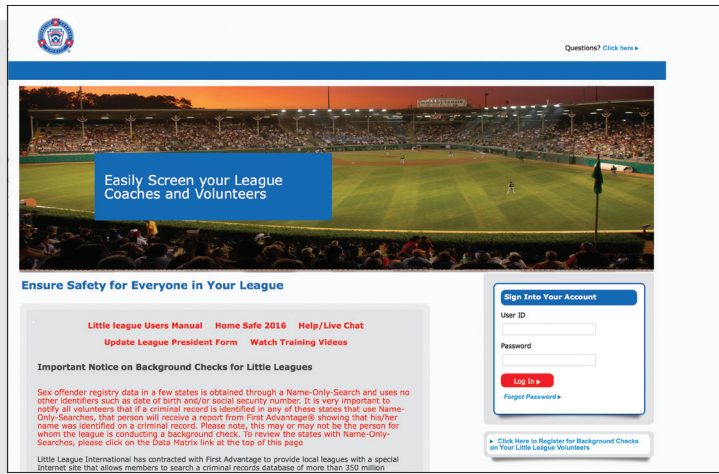 Questions? Click here ▸
Easily Screen your League
Coaches and Volunteers
Ensure Safety for Everyone in Your League
Little league Users Manual Home Safe 2016 Help/Live Chat
Update League President Form Watch Training Videos
Important Notice on Background Checks for Little Leagues
Sex offender registry data in a few states is obtained through a Name-Only-Search and uses no
other identifiers such as date of birth and/or social security number. It is very important to
notify all volunteers that if a criminal record is identified in any of these states that use Name-
Only-Searches, that person will receive a report from First Advantage® showing that his/her
name was identified on a criminal record. Please note, this may or may not be the person for
whom the league is conducting a background check. To review the states with Name-Only-
Searches, please click on the Data Matrix link at the top of this page
Little League International has contracted with First Advantage to provide local leagues with a special
Internet site that allows members to search a criminal records database of more than 350 million
Sign Into Your Account
User ID
Password
Log In ▸
Forgot Password ▸
▸ Click Here to Register for Background Checks
on Your Little League Volunteers